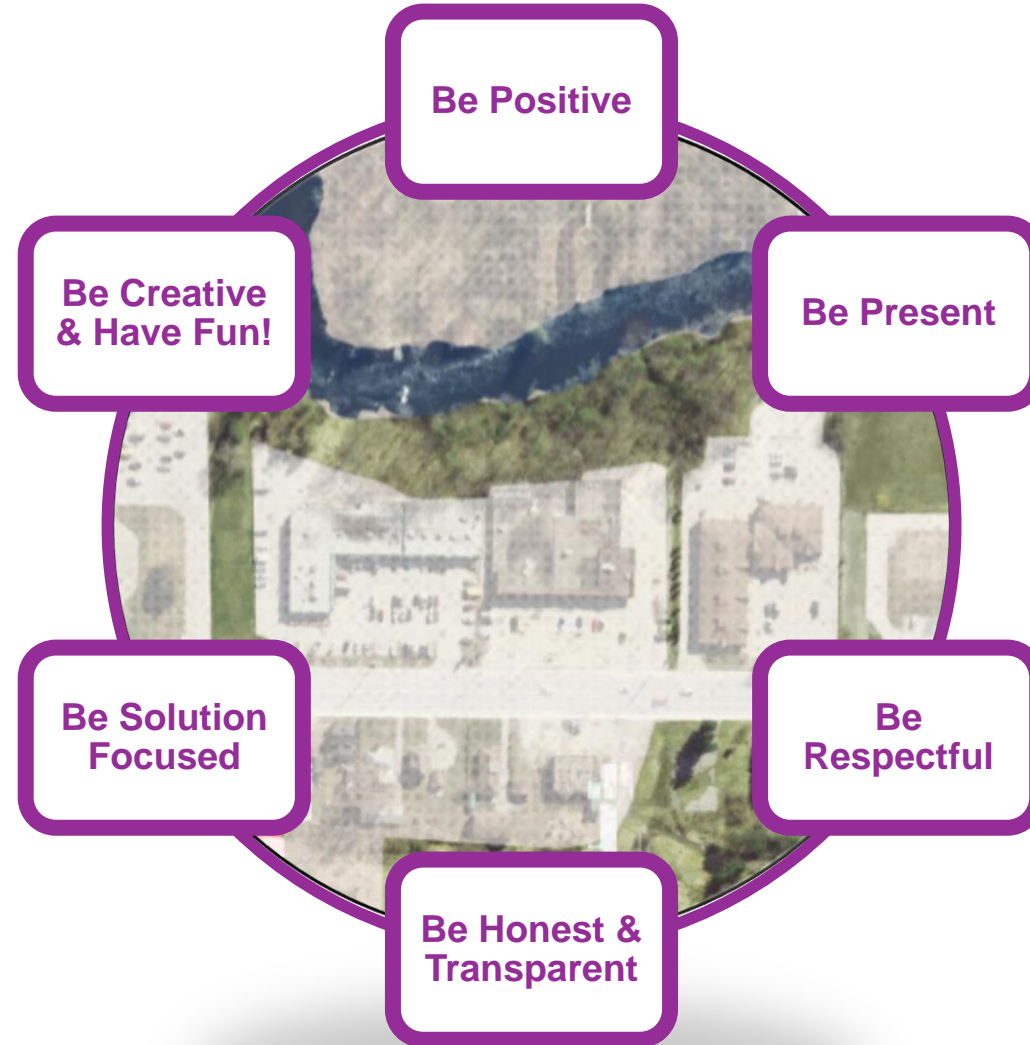 Be Positive
Be Present
Be
Respectful
Be Honest &
Transparent
Be Solution
Focused
Be Creative
& Have Fun!